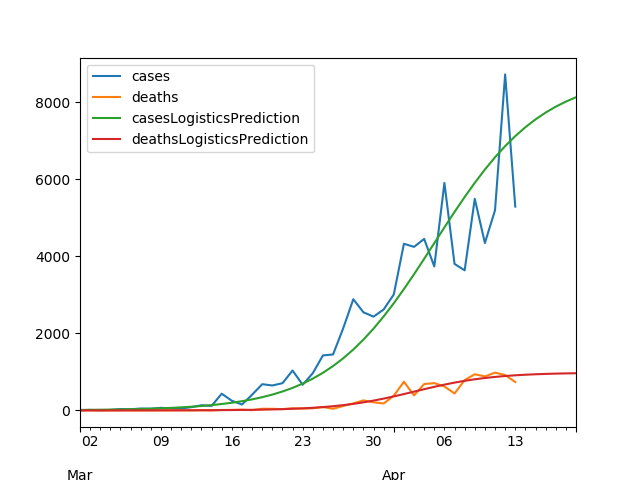 cases
deaths
casesLogisticsPrediction
deathsLogisticsPrediction
8000
6000
4000
2000
0
02 09 16 23 30 06 13
Mar Apr